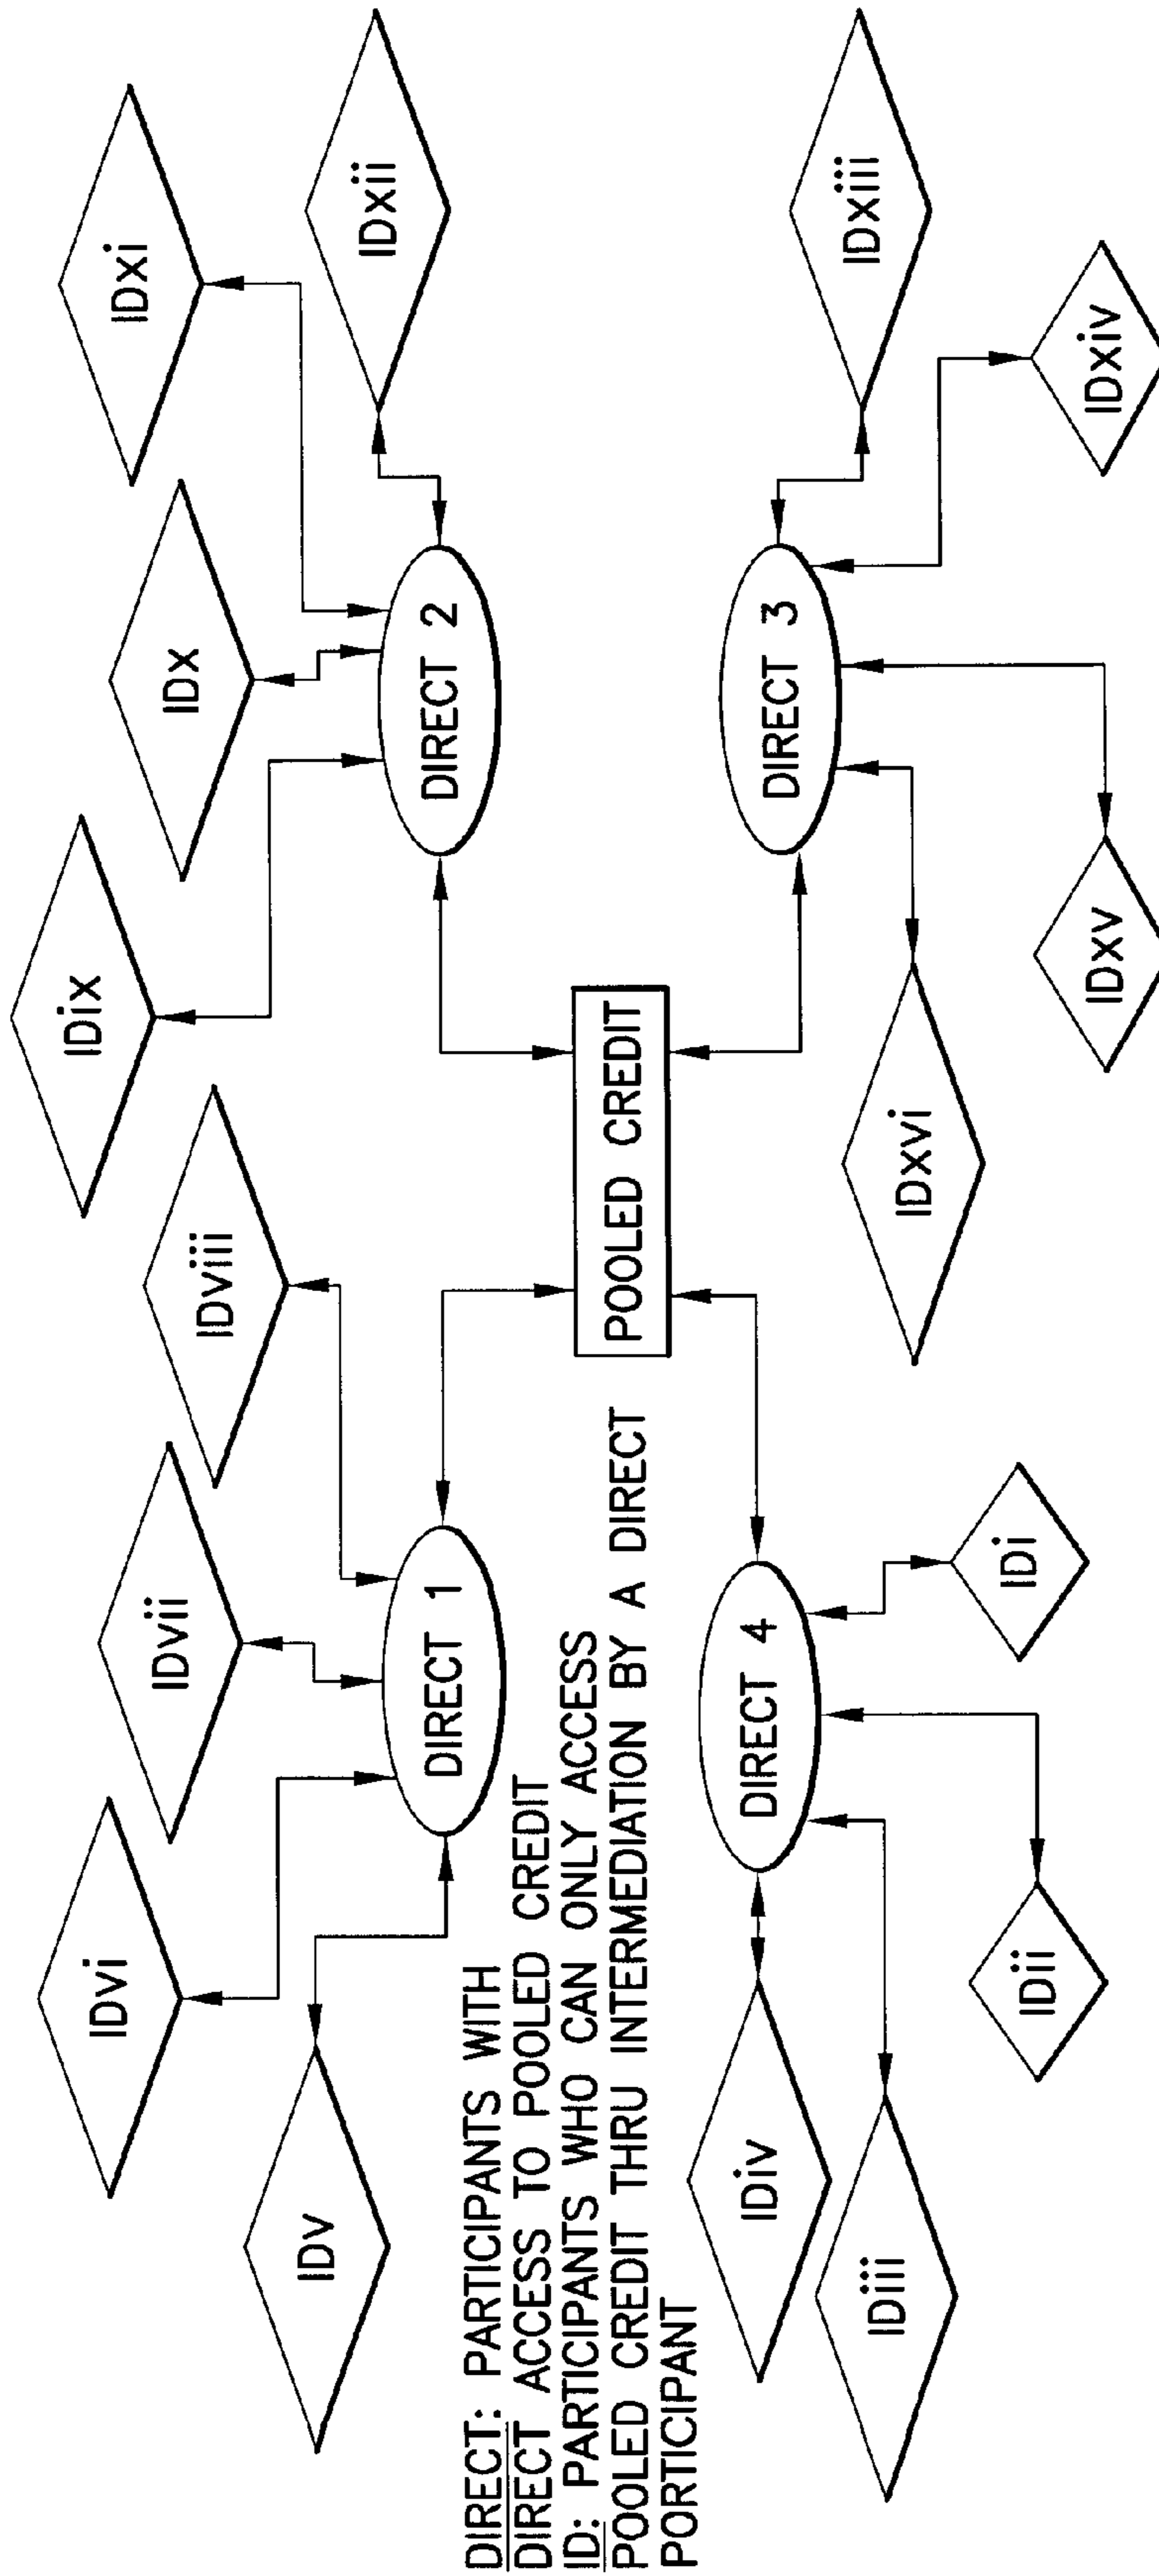 IDvi
IDvii
IDviii
IDix
IDx
IDxi
IDv
IDxii
DIRECT 1
DIRECT 2
DIRECT: PARTICIPANTS WITH
DIRECT ACCESS TO POOLED CREDIT
ID: PARTICIPANTS WHO CAN ONLY ACCESS
POOLED CREDIT THRU INTERMEDIATION BY A DIRECT
PORTICIPANT
POOLED CREDIT
DIRECT 4
DIRECT 3
IDiv
IDxiii
IDiii
IDxvi
IDii
IDi
IDxv
IDxiv